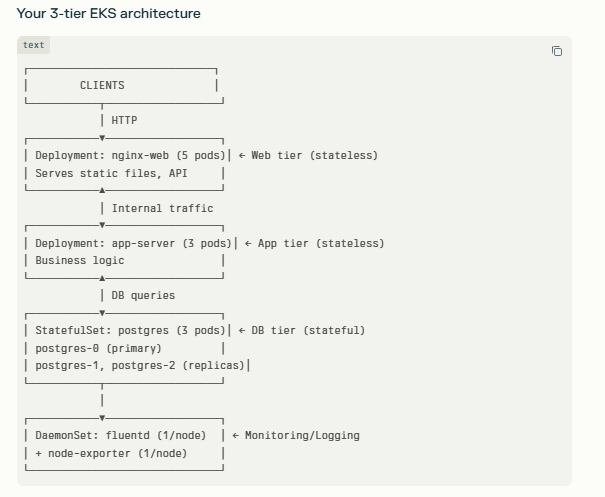 Your 3-tier EKS architecture
text
CLIENTS
HTTP
Deployment: nginx-web (5 pods) ← Web tier (stateless)
Serves static files, API
Internal traffic
Deployment: app-server (3 pods) ← App tier (stateless)
Business logic
DB queries
StatefulSet: postgres (3 pods) ← DB tier (stateful)
postgres-0 (primary)
postgres-1, postgres-2 (replicas)
DaemonSet: fluentd (1/node) ← Monitoring/Logging
+ node-exporter (1/node)